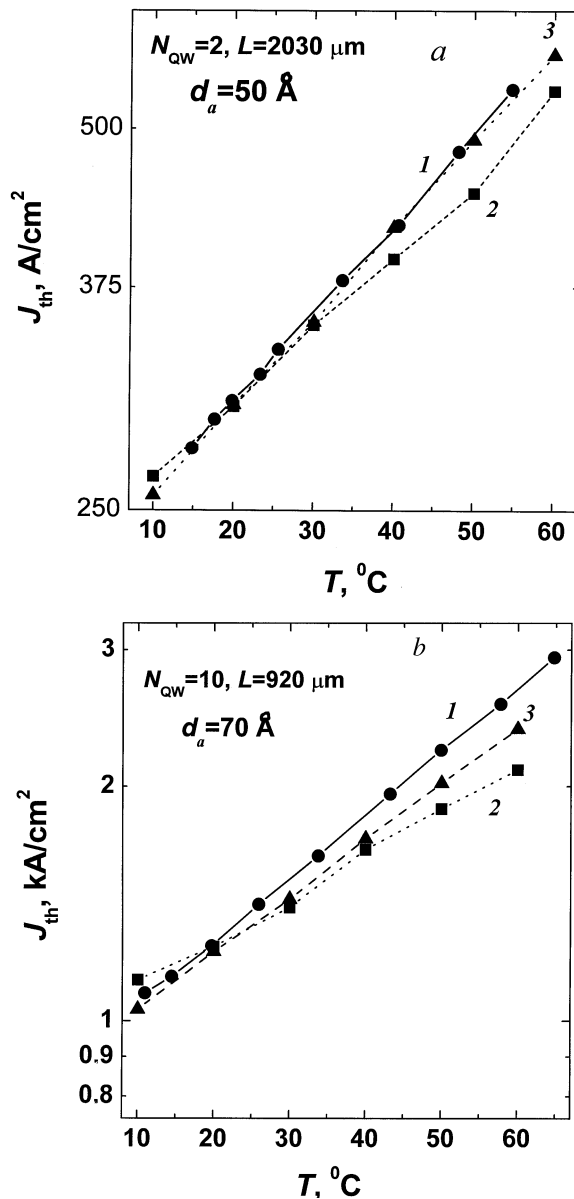 N_QW=2, L=2030 μm
a
3
d_a=50 Å
500
1
2
J_th, A/cm²
375
250
10 20 30 40 50 60
T, ⁰C
3
b
N_QW=10, L=920 μm
1
3
d_a=70 Å
2
2
J_th, kA/cm²
1
0.9
0.8
10 20 30 40 50 60
T, ⁰C